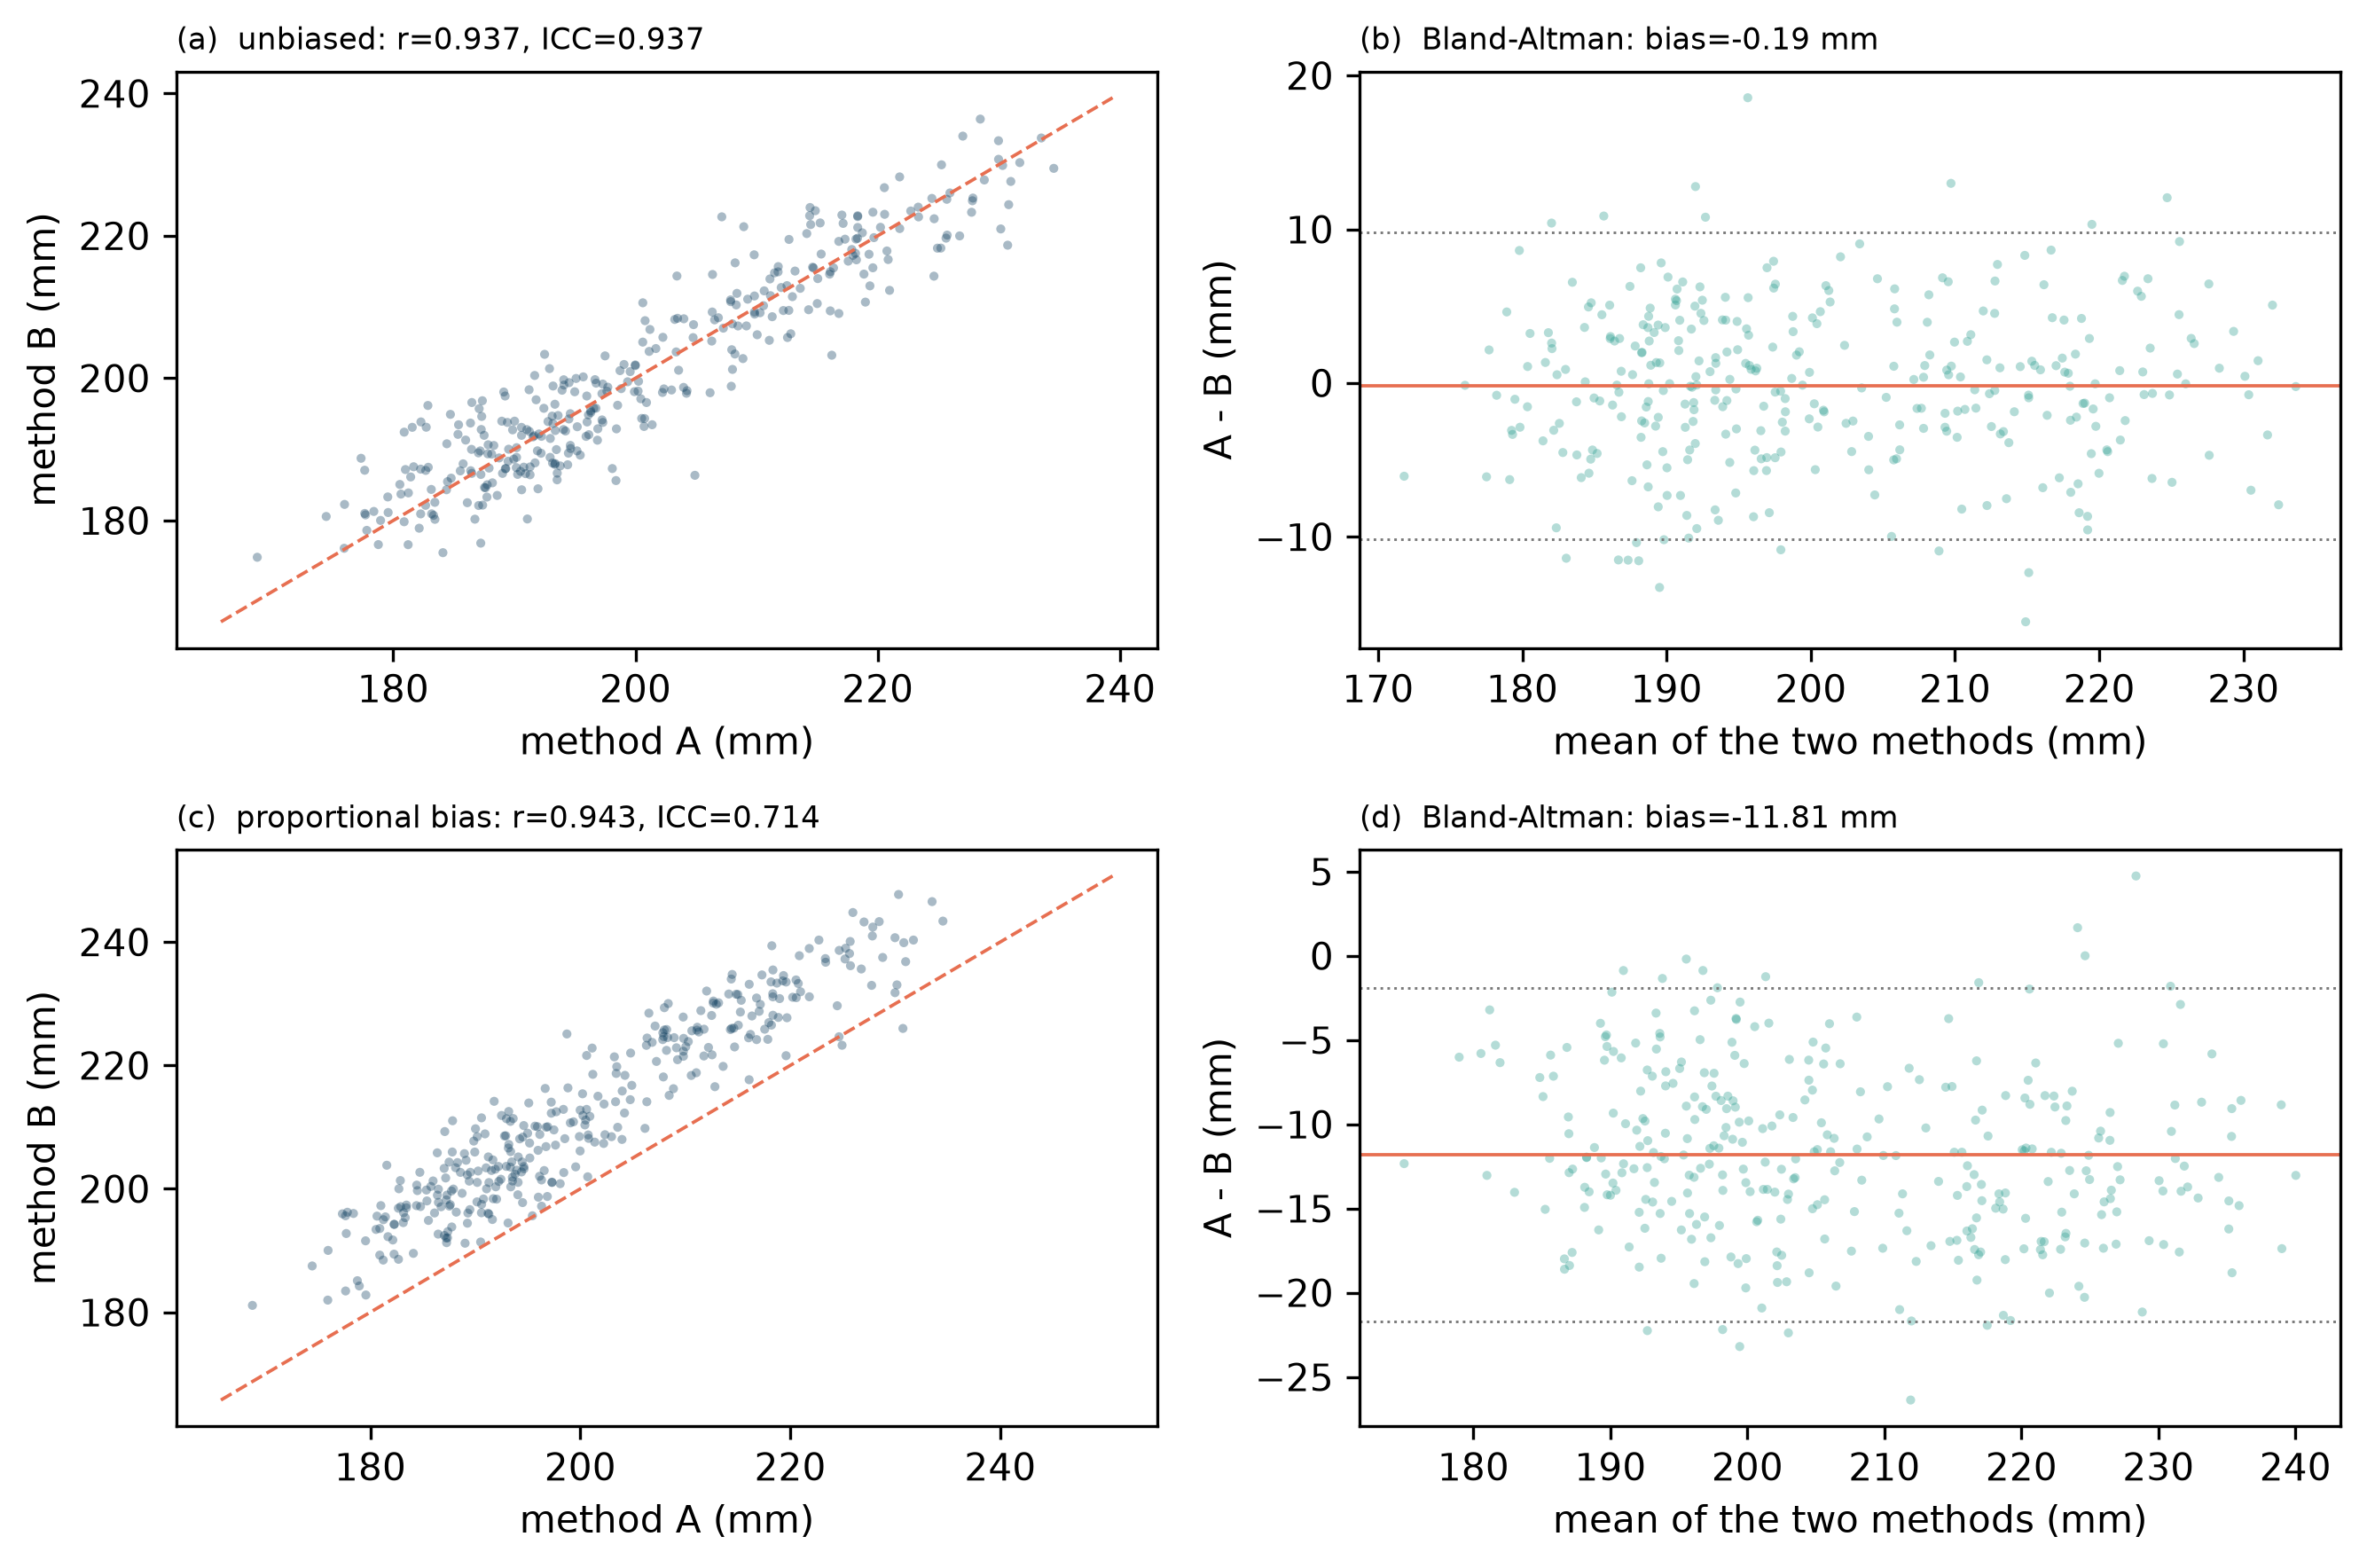 (a)  unbiased: r=0.937, ICC=0.937
240
220
200
180
method B (mm)
180 200 220 240
method A (mm)
(b)  Bland-Altman: bias=-0.19 mm
20
10
0
−10
A - B (mm)
170 180 190 200 210 220 230
mean of the two methods (mm)
(c)  proportional bias: r=0.943, ICC=0.714
240
220
200
180
method B (mm)
180 200 220 240
method A (mm)
(d)  Bland-Altman: bias=-11.81 mm
5
0
−5
−10
−15
−20
−25
A - B (mm)
180 190 200 210 220 230 240
mean of the two methods (mm)